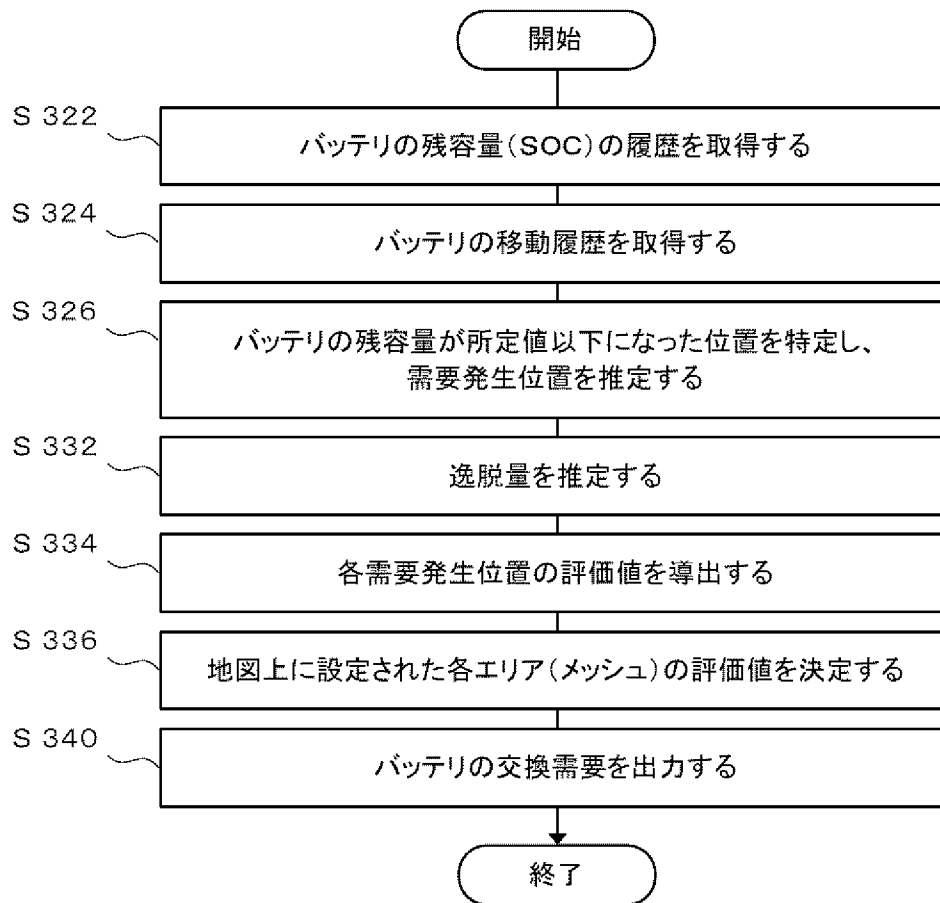 開始
S 322
バッテリの残容量(SOC)の履歴を取得する
S 324
バッテリの移動履歴を取得する
S 326
バッテリの残容量が所定値以下になった位置を特定し、
需要発生位置を推定する
S 332
逸脱量を推定する
S 334
各需要発生位置の評価値を導出する
S 336
地図上に設定された各エリア(メッシュ)の評価値を決定する
S 340
バッテリの交換需要を出力する
終了